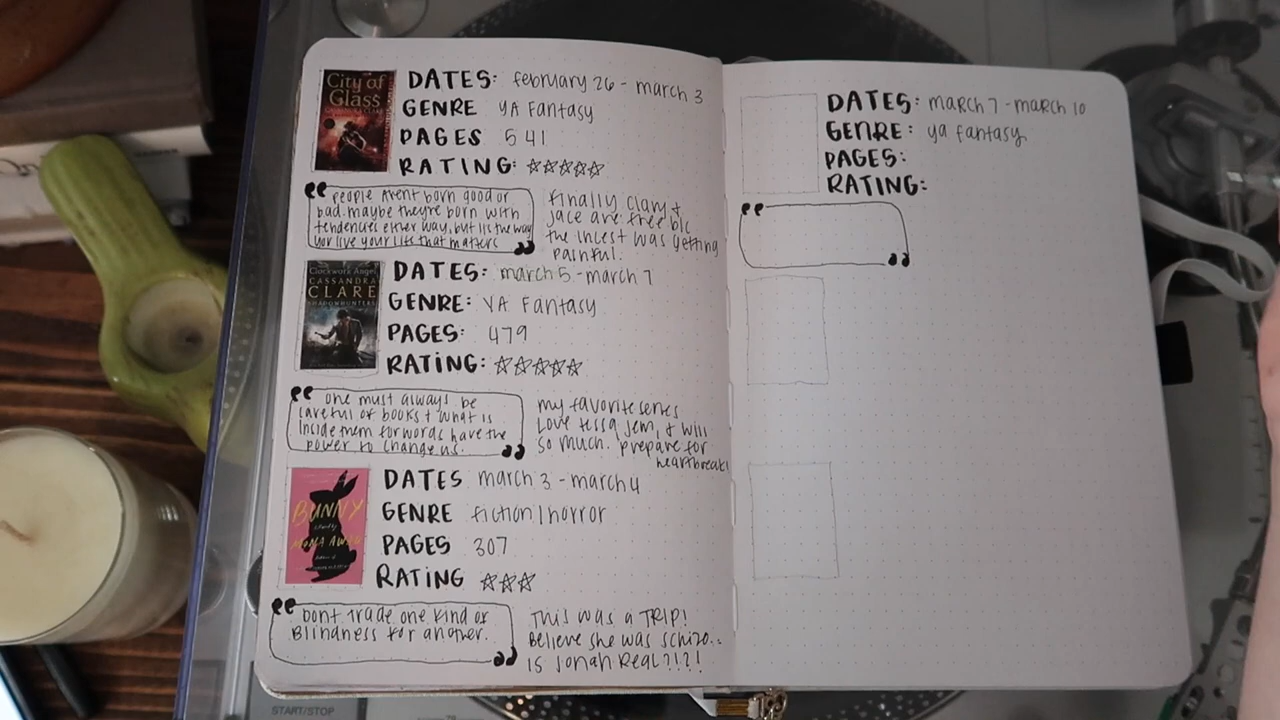 City of
Glass
DATES: february 26 - march 3
GENRE YA Fantasy
PAGES 541
RATING: ☆☆☆☆☆
"people arent born good or
bad. maybe theyre born with
tendencies either way, but its the way
you live your life that matters"
finally clary +
jace are free b/c
the incest was getting
painful.
Clockwork Angel
CASSANDRA
CLARE
SHADOWHUNTERS
DATES: march 5 - march 7
GENRE: YA Fantasy
PAGES: 479
RATING: ☆☆☆☆☆
"one must always be
careful of books + what is
inside them for words have the
power to change us."
my favorite series
love tessa, jem, + will
so much. prepare for
heartbreak!
BUNNY
MONA AWAD
DATES march 3 - march 4
GENRE fiction/horror
PAGES 307
RATING ☆☆☆
"Dont trade one kind of
Blindness for another."
This was a TRIP!
Believe she was schizo..
is Jonah Real?!?!
DATES: march 7 - march 10
GENRE: ya fantasy
PAGES:
RATING:
" "
START/STOP